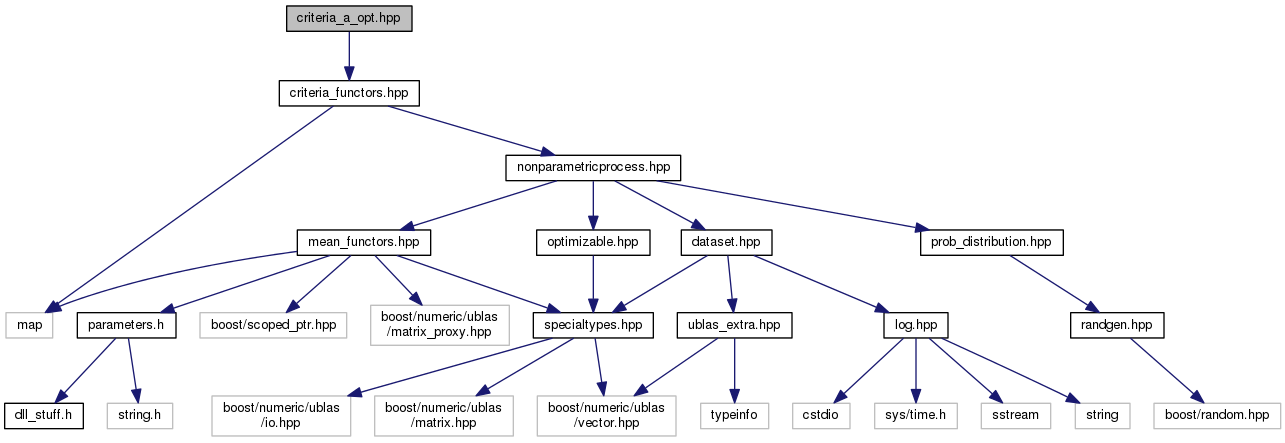 criteria_a_opt.hpp
criteria_functors.hpp
nonparametricprocess.hpp
mean_functors.hpp
optimizable.hpp
dataset.hpp
prob_distribution.hpp
map
parameters.h
boost/scoped_ptr.hpp
boost/numeric/ublas
/matrix_proxy.hpp
specialtypes.hpp
ublas_extra.hpp
log.hpp
randgen.hpp
dll_stuff.h
string.h
boost/numeric/ublas
/io.hpp
boost/numeric/ublas
/matrix.hpp
boost/numeric/ublas
/vector.hpp
typeinfo
cstdio
sys/time.h
sstream
string
boost/random.hpp